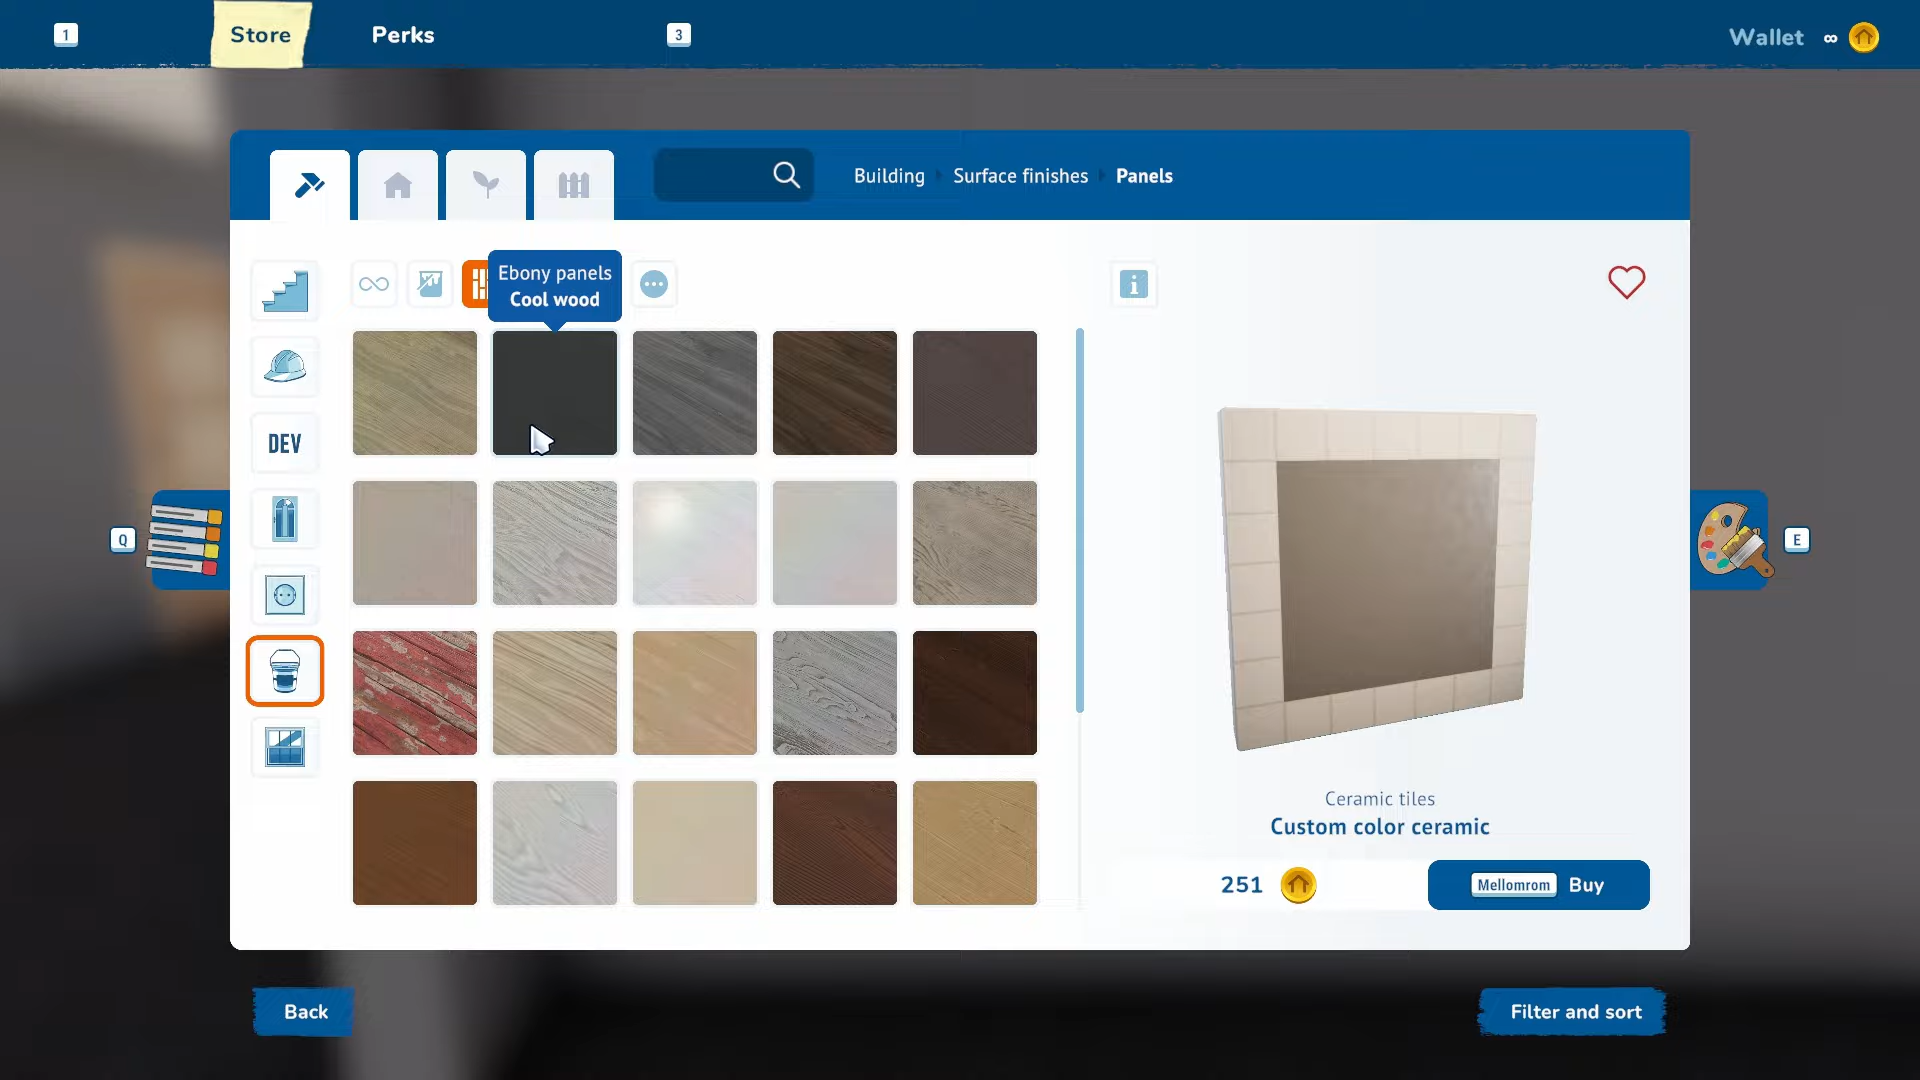 1
Store
Perks
3
Wallet ∞
Building
Surface finishes
Panels
Ebony panels
Cool wood
DEV
Q
E
Ceramic tiles
Custom color ceramic
251
Mellomrom Buy
Back
Filter and sort